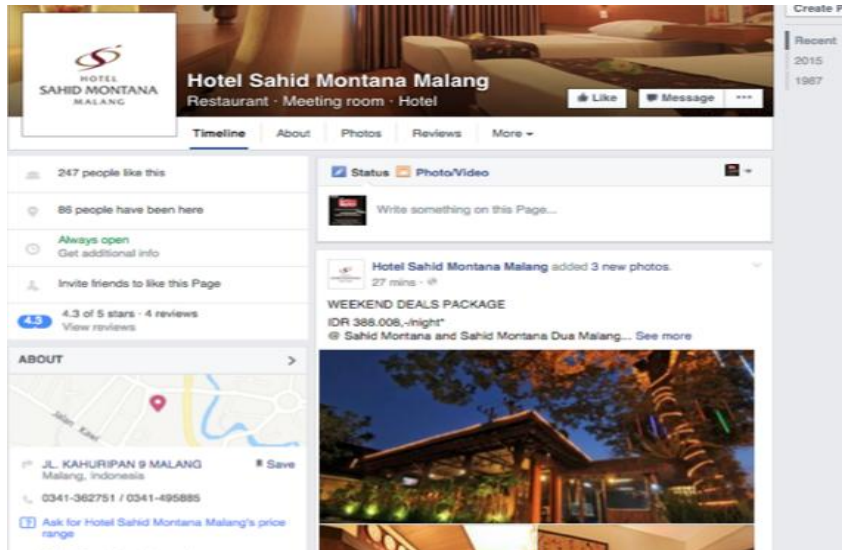 Create P
HOTEL
SAHID MONTANA
MALANG
Hotel Sahid Montana Malang
Restaurant · Meeting room · Hotel
Like
Message
Timeline
About
Photos
Reviews
More
Recent
2015
1987
247 people like this
86 people have been here
Always open
Get additional info
Invite friends to like this Page
4.3
4.3 of 5 stars · 4 reviews
View reviews
ABOUT
Jalan Kawi
JL. KAHURIPAN 9 MALANG
Save
Malang, Indonesia
0341-362751 / 0341-495885
Ask for Hotel Sahid Montana Malang's price
range
Status
Photo/Video
Write something on this Page...
Hotel Sahid Montana Malang added 3 new photos.
27 mins ·
WEEKEND DEALS PACKAGE
IDR 388.008,-/night*
@ Sahid Montana and Sahid Montana Dua Malang... See more